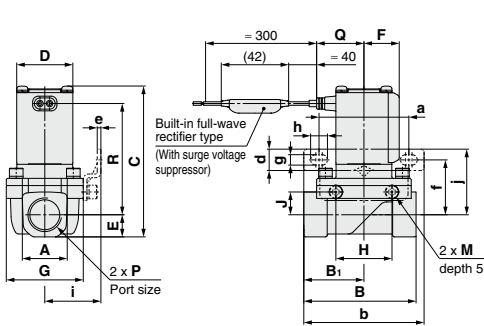 D
e
R
C
E
A
G
i
2 x P
Port size
≈ 300
Q
F
(42)
≈ 40
a
Built-in full-wave
rectifier type
(With surge voltage
suppressor)
h
d
g
J
f
j
H
2 x M
depth 5
B1
B
b